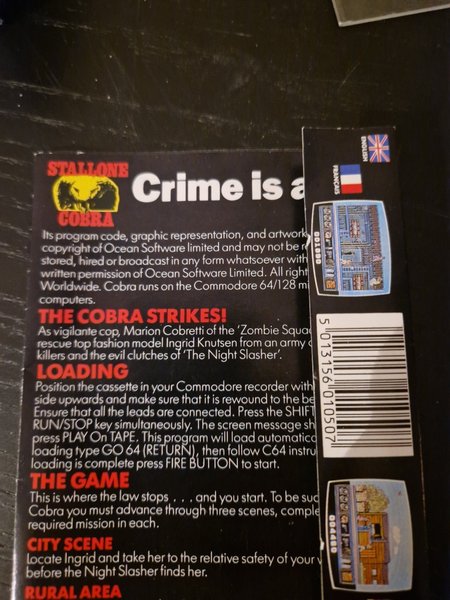 STALLONE
COBRA
Crime is a
Its program code, graphic representation, and artwork
copyright of Ocean Software limited and may not be
stored, hired or broadcast in any form whatsoever
written permission of Ocean Software Limited. All
Worldwide. Cobra runs on the Commodore 64/128
computers.
THE COBRA STRIKES!
As vigilante cop, Marion Cobretti of the 'Zombie
rescue top fashion model Ingrid Knutsen from an army
killers and the evil clutches of 'The Night Slasher'.
LOADING
Position the cassette in your Commodore recorder with
side upwards and make sure that it is rewound to the
Ensure that all the leads are connected. Press the SHIFT
RUN/STOP key simultaneously. The screen message
press PLAY On TAPE. This program will load
loading type GO 64 (RETURN), then follow C64
loading is complete press FIRE BUTTON to start.
THE GAME
This is where the law stops . . . and you start. To be
Cobra you must advance through three scenes,
required mission in each.
CITY SCENE
Locate Ingrid and take her to the relative safety of your
before the Night Slasher finds her.
RURAL AREA
ENGLISH
FRANÇAIS
5 013156 010507